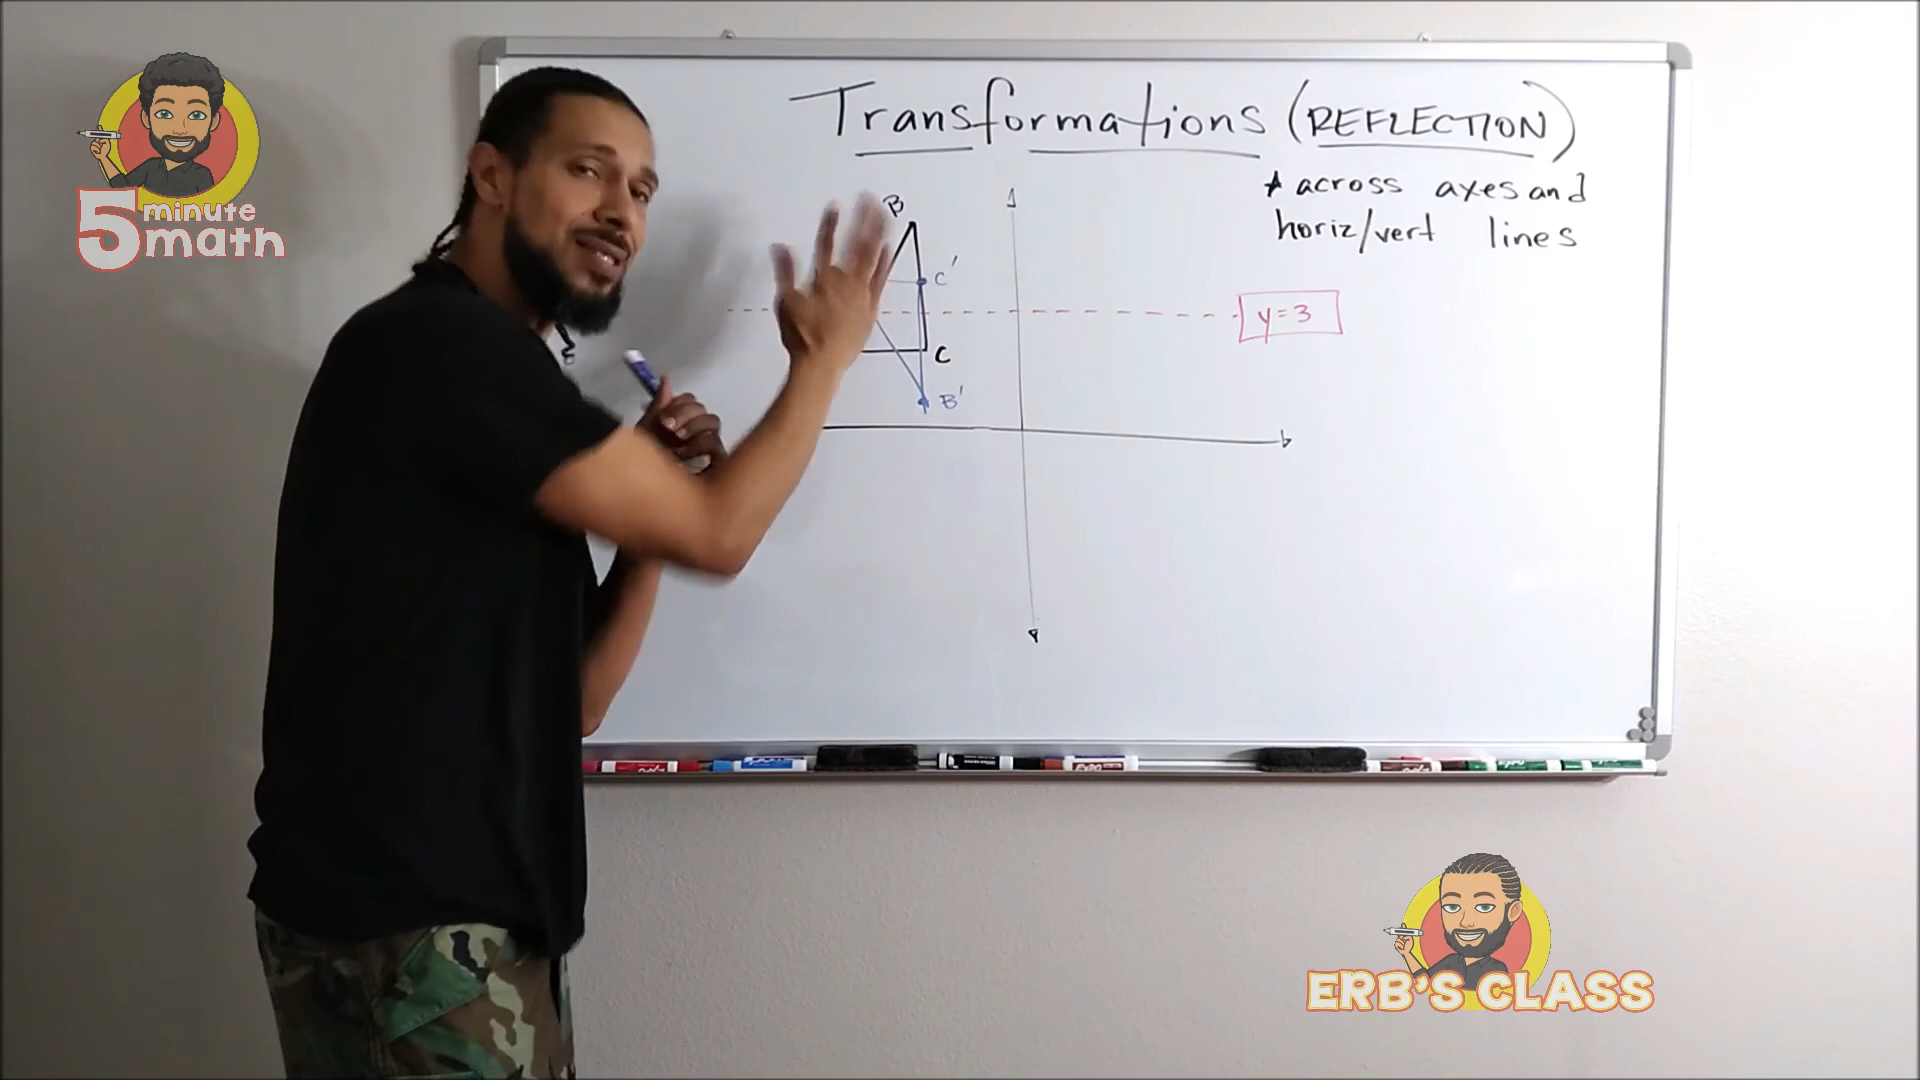 Transformations (REFLECTION)
* across axes and
horiz/vert lines
B
C'
y=3
C
B'
5 minute
math
ERB'S CLASS